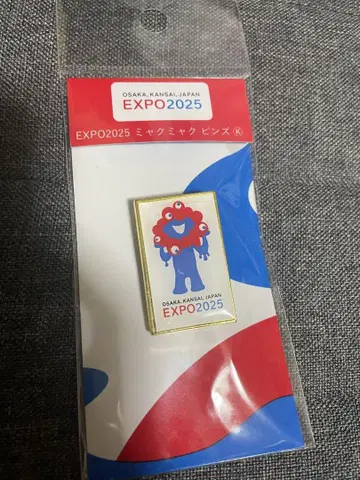 OSAKA, KANSAI, JAPAN
EXPO2025
EXPO2025 ミャクミャク ピンズ Ⓚ
OSAKA, KANSAI, JAPAN
EXPO2025